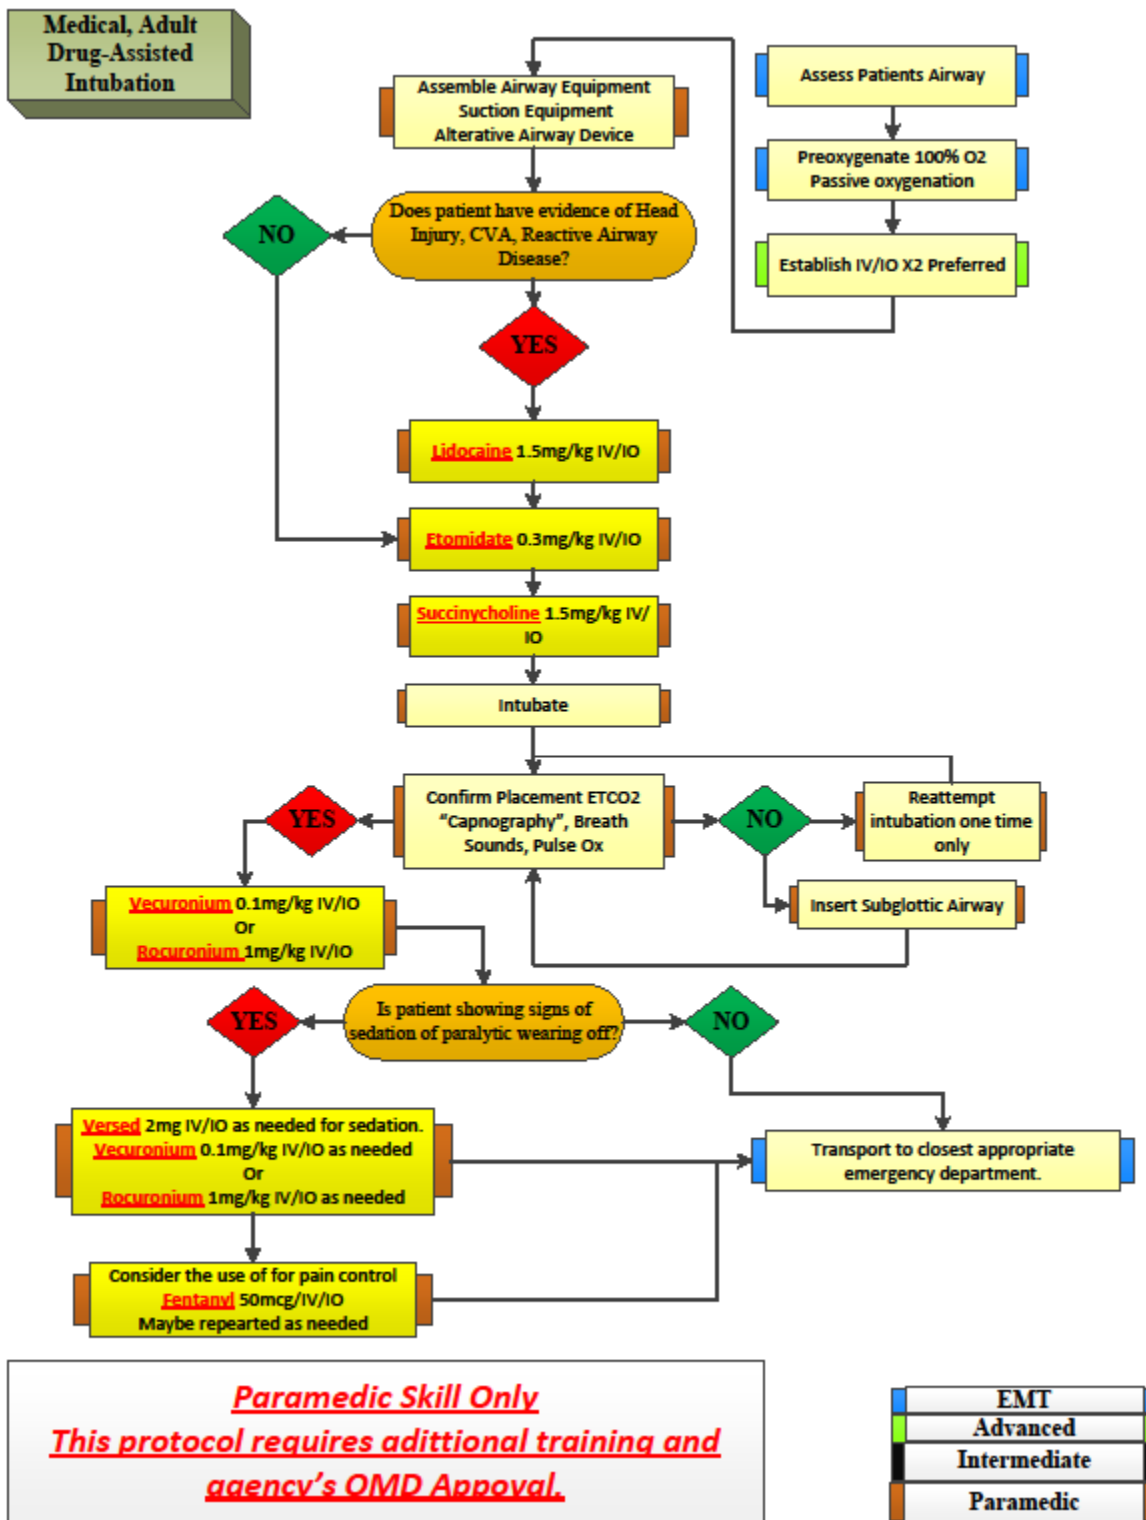 Medical, Adult
Drug-Assisted
Intubation
Assess Patients Airway
Preoxygenate 100% O2
Passive oxygenation
Establish IV/IO X2 Preferred
Assemble Airway Equipment
Suction Equipment
Alterative Airway Device
Does patient have evidence of Head
Injury, CVA, Reactive Airway
Disease?
NO
YES
Lidocaine 1.5mg/kg IV/IO
Etomidate 0.3mg/kg IV/IO
Succinycholine 1.5mg/kg IV/
IO
Intubate
Confirm Placement ETCO2
“Capnography”, Breath
Sounds, Pulse Ox
YES
NO
Reattempt
intubation one time
only
Insert Subglottic Airway
Vecuronium 0.1mg/kg IV/IO
Or
Rocuronium 1mg/kg IV/IO
Is patient showing signs of
sedation of paralytic wearing off?
YES
NO
Versed 2mg IV/IO as needed for sedation.
Vecuronium 0.1mg/kg IV/IO as needed
Or
Rocuronium 1mg/kg IV/IO as needed
Transport to closest appropriate
emergency department.
Consider the use of for pain control
Fentanyl 50mcg/IV/IO
Maybe repearted as needed
Paramedic Skill Only
This protocol requires adittional training and
agency’s OMD Appoval.
EMT
Advanced
Intermediate
Paramedic